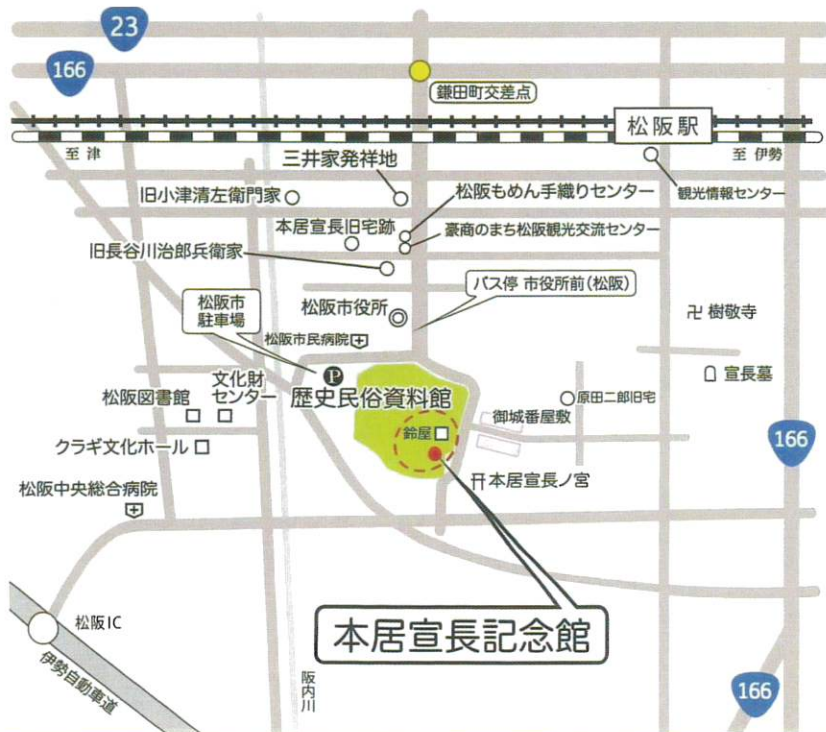 23
166
鎌田町交差点
松阪駅
至 津
至 伊勢
三井家発祥地
観光情報センター
旧小津清左衛門家
松阪もめん手織りセンター
本居宣長旧宅跡
豪商のまち松阪観光交流センター
旧長谷川治郎兵衛家
バス停 市役所前(松阪)
松阪市
駐車場
松阪市役所
卍 樹敬寺
松阪市民病院
P
宣長墓
歴史民俗資料館
文化財
センター
原田二郎旧宅
松阪図書館
御城番屋敷
鈴屋
166
クラギ文化ホール
本居宣長ノ宮
松阪中央総合病院
本居宣長記念館
松阪IC
伊勢自動車道
阪内川
166